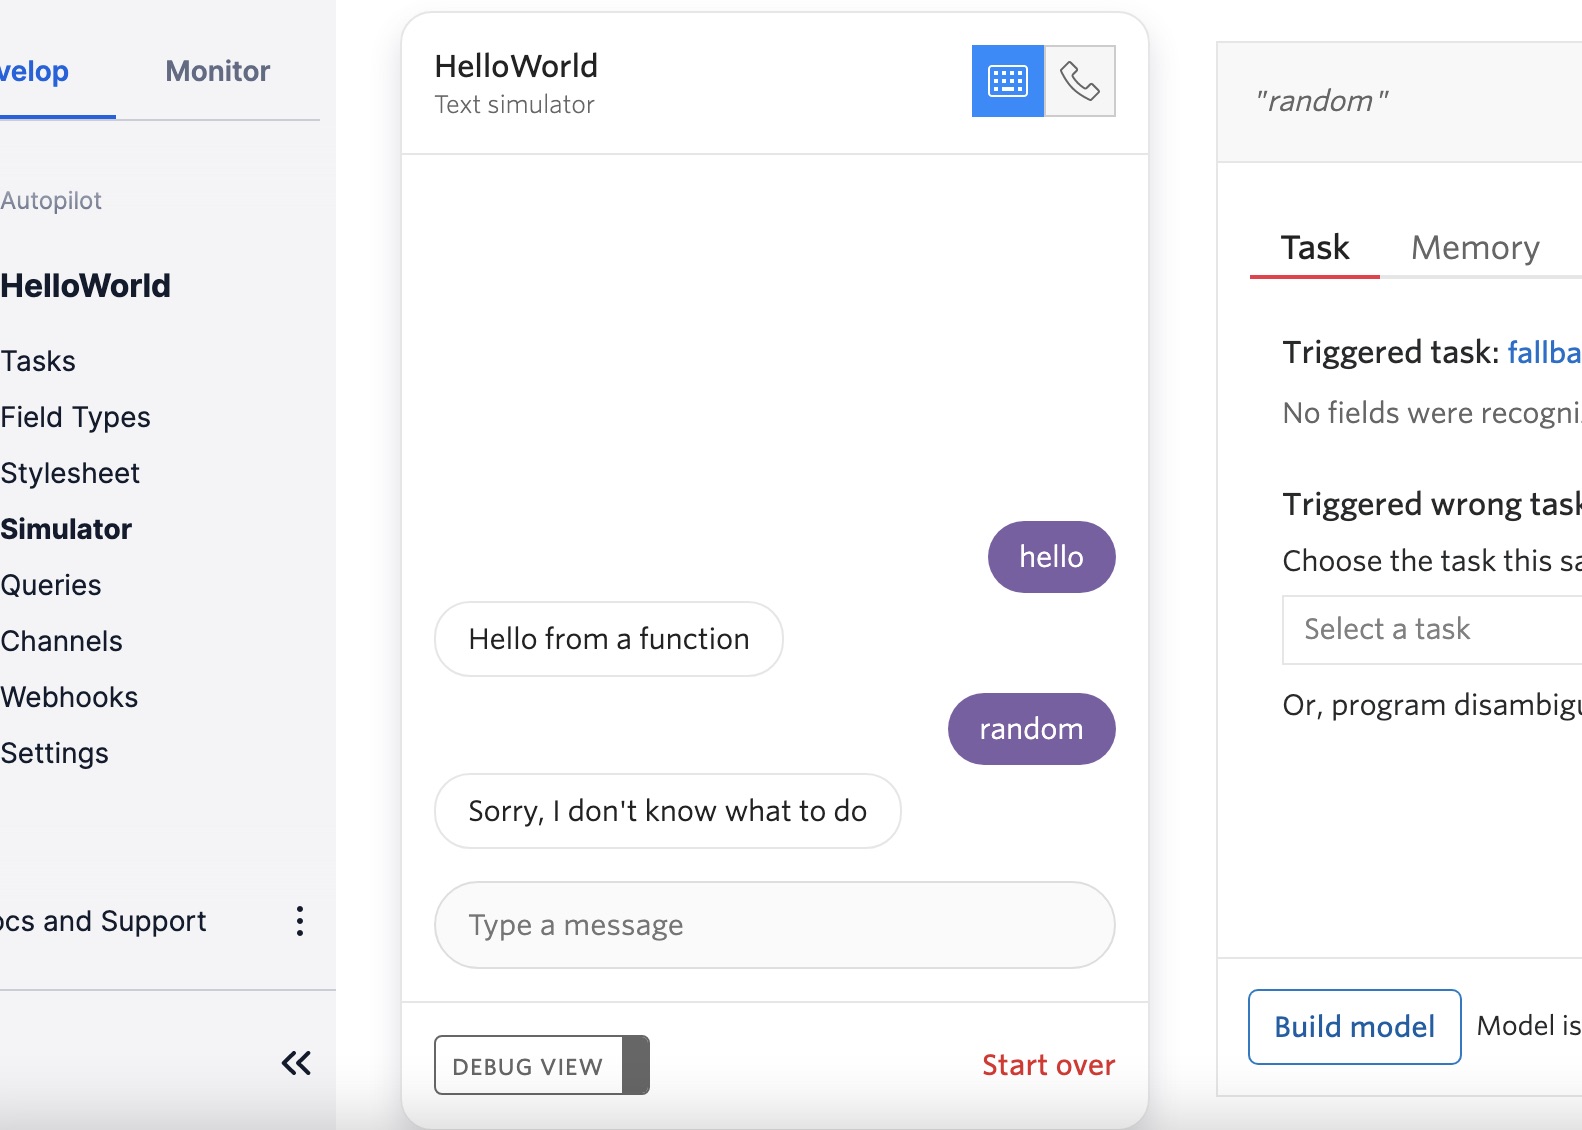 velop
Monitor
Autopilot
HelloWorld
Tasks
Field Types
Stylesheet
Simulator
Queries
Channels
Webhooks
Settings
ocs and Support
HelloWorld
Text simulator
hello
Hello from a function
random
Sorry, I don't know what to do
Type a message
DEBUG VIEW
Start over
"random"
Task
Memory
Triggered task: fallba
No fields were recogni
Triggered wrong task
Choose the task this sa
Select a task
Or, program disambigu
Build model
Model is